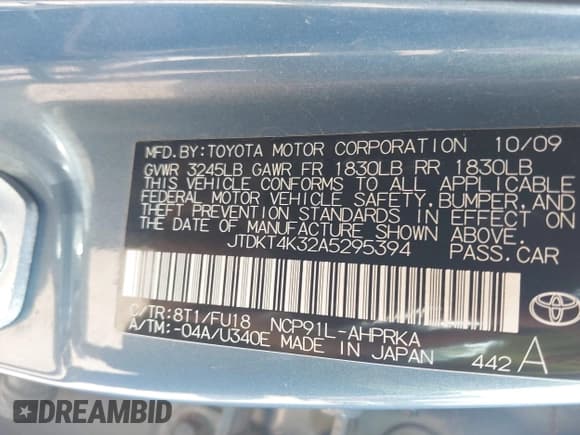 MFD.BY:TOYOTA MOTOR CORPORATION 10/09
GVWR 3245LB GAWR FR 1830LB RR 1830LB
THIS VEHICLE CONFORMS TO ALL APPLICABLE
FEDERAL MOTOR VEHICLE SAFETY,BUMPER,AND
THEFT PREVENTION STANDARDS IN EFFECT ON
THE DATE OF MANUFACTURE SHOWN ABOVE.
JTDKT4K32A5295394 PASS.CAR
C/TR:8T1/FU18 NCP91L-AHPRKA
A/TM:-04A/U340E MADE IN JAPAN 442 A
DREAMBID